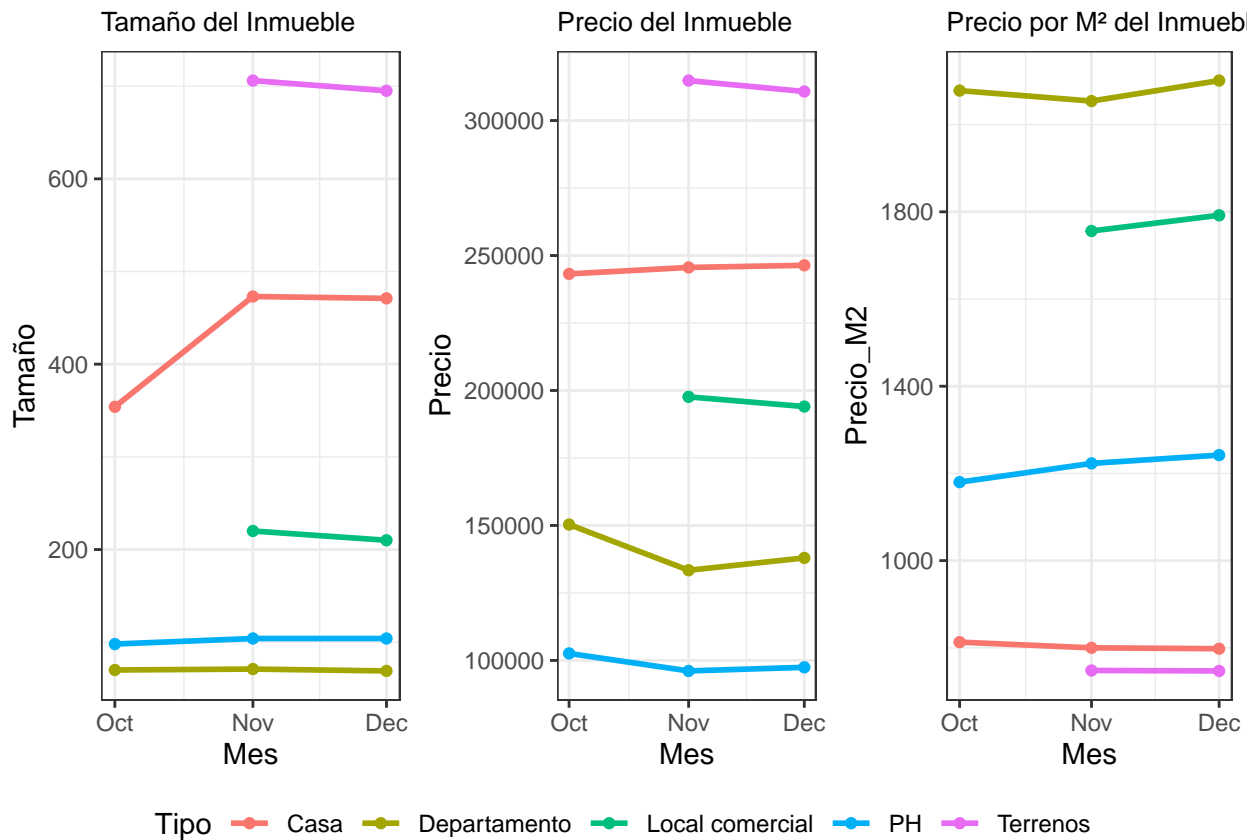 Tamaño del Inmueble
Precio del Inmueble
Precio por M² del Inmuebl
Tamaño
600
400
200
Oct
Nov
Dec
Mes
Precio
300000
250000
200000
150000
100000
Oct
Nov
Dec
Mes
Precio_M2
1800
1400
1000
Oct
Nov
Dec
Mes
Tipo Casa Departamento Local comercial PH Terrenos